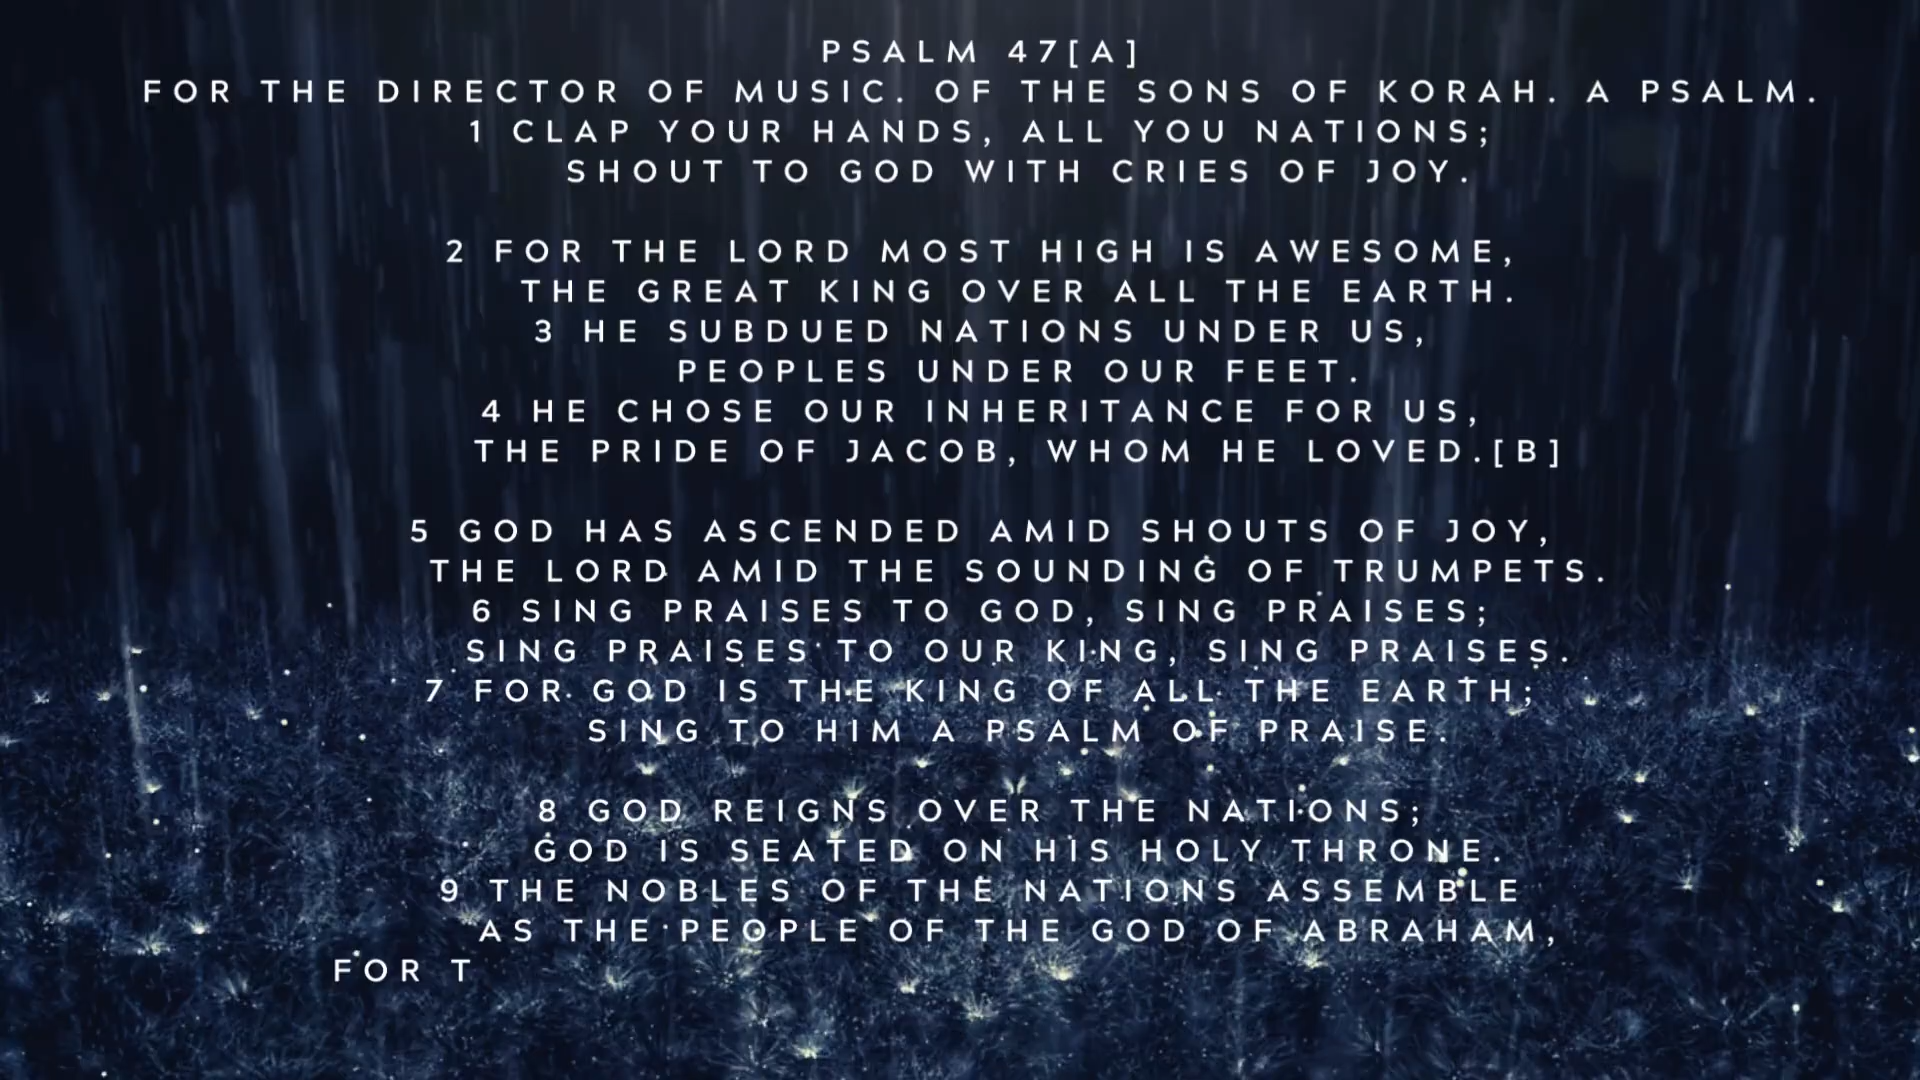 PSALM 47[A]
FOR THE DIRECTOR OF MUSIC. OF THE SONS OF KORAH. A PSALM.
1 CLAP YOUR HANDS, ALL YOU NATIONS;
SHOUT TO GOD WITH CRIES OF JOY.
2 FOR THE LORD MOST HIGH IS AWESOME,
THE GREAT KING OVER ALL THE EARTH.
3 HE SUBDUED NATIONS UNDER US,
PEOPLES UNDER OUR FEET.
4 HE CHOSE OUR INHERITANCE FOR US,
THE PRIDE OF JACOB, WHOM HE LOVED.[B]
5 GOD HAS ASCENDED AMID SHOUTS OF JOY,
THE LORD AMID THE SOUNDING OF TRUMPETS.
6 SING PRAISES TO GOD, SING PRAISES;
SING PRAISES TO OUR KING, SING PRAISES.
7 FOR GOD IS THE KING OF ALL THE EARTH;
SING TO HIM A PSALM OF PRAISE.
8 GOD REIGNS OVER THE NATIONS;
GOD IS SEATED ON HIS HOLY THRONE.
9 THE NOBLES OF THE NATIONS ASSEMBLE
AS THE PEOPLE OF THE GOD OF ABRAHAM,
FOR T